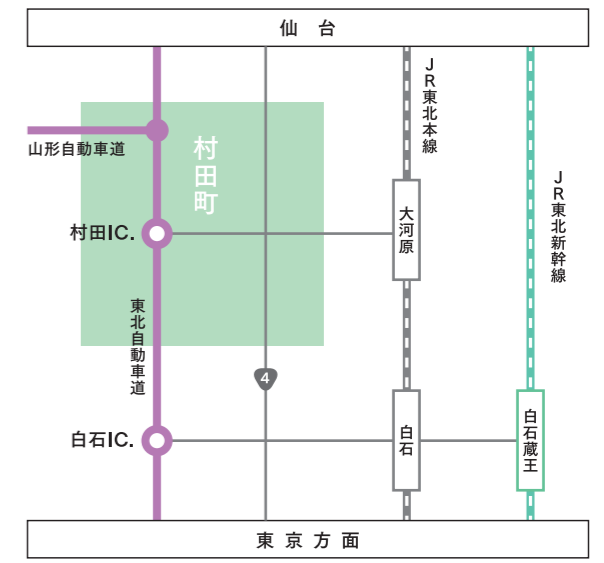 仙台
JR東北本線
山形自動車道
村田町
JR東北新幹線
大河原
村田IC.
東北自動車道
4
白石IC.
白石
白石蔵王
東京方面